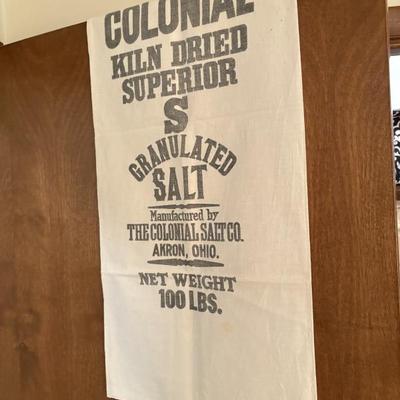 COLONIAL
KILN DRIED
SUPERIOR
S
GRANULATED
SALT
Manufactured by
THE COLONIAL SALT CO.
AKRON, OHIO.
NET WEIGHT
100 LBS.